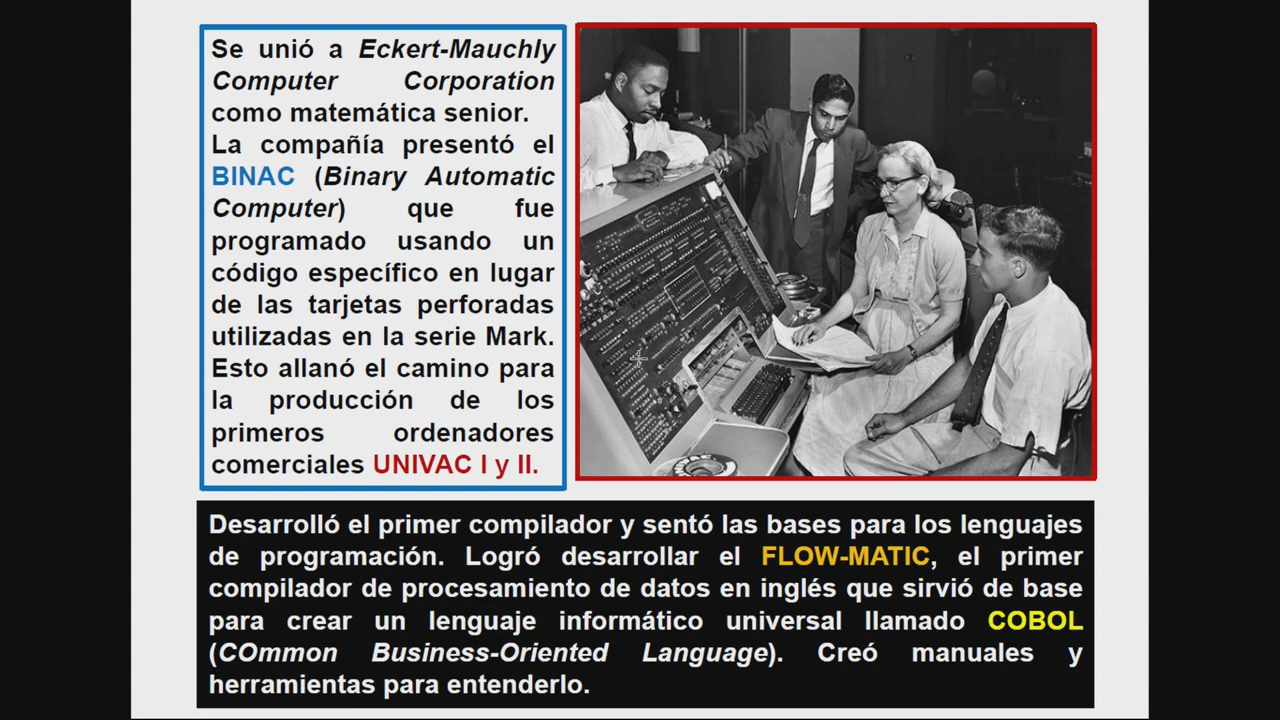 Se unió a Eckert-Mauchly
Computer Corporation
como matemática senior.
La compañía presentó el
BINAC (Binary Automatic
Computer) que fue
programado usando un
código específico en lugar
de las tarjetas perforadas
utilizadas en la serie Mark.
Esto allanó el camino para
la producción de los
primeros ordenadores
comerciales UNIVAC I y II.
Desarrolló el primer compilador y sentó las bases para los lenguajes
de programación. Logró desarrollar el FLOW-MATIC, el primer
compilador de procesamiento de datos en inglés que sirvió de base
para crear un lenguaje informático universal llamado COBOL
(COmmon Business-Oriented Language). Creó manuales y
herramientas para entenderlo.